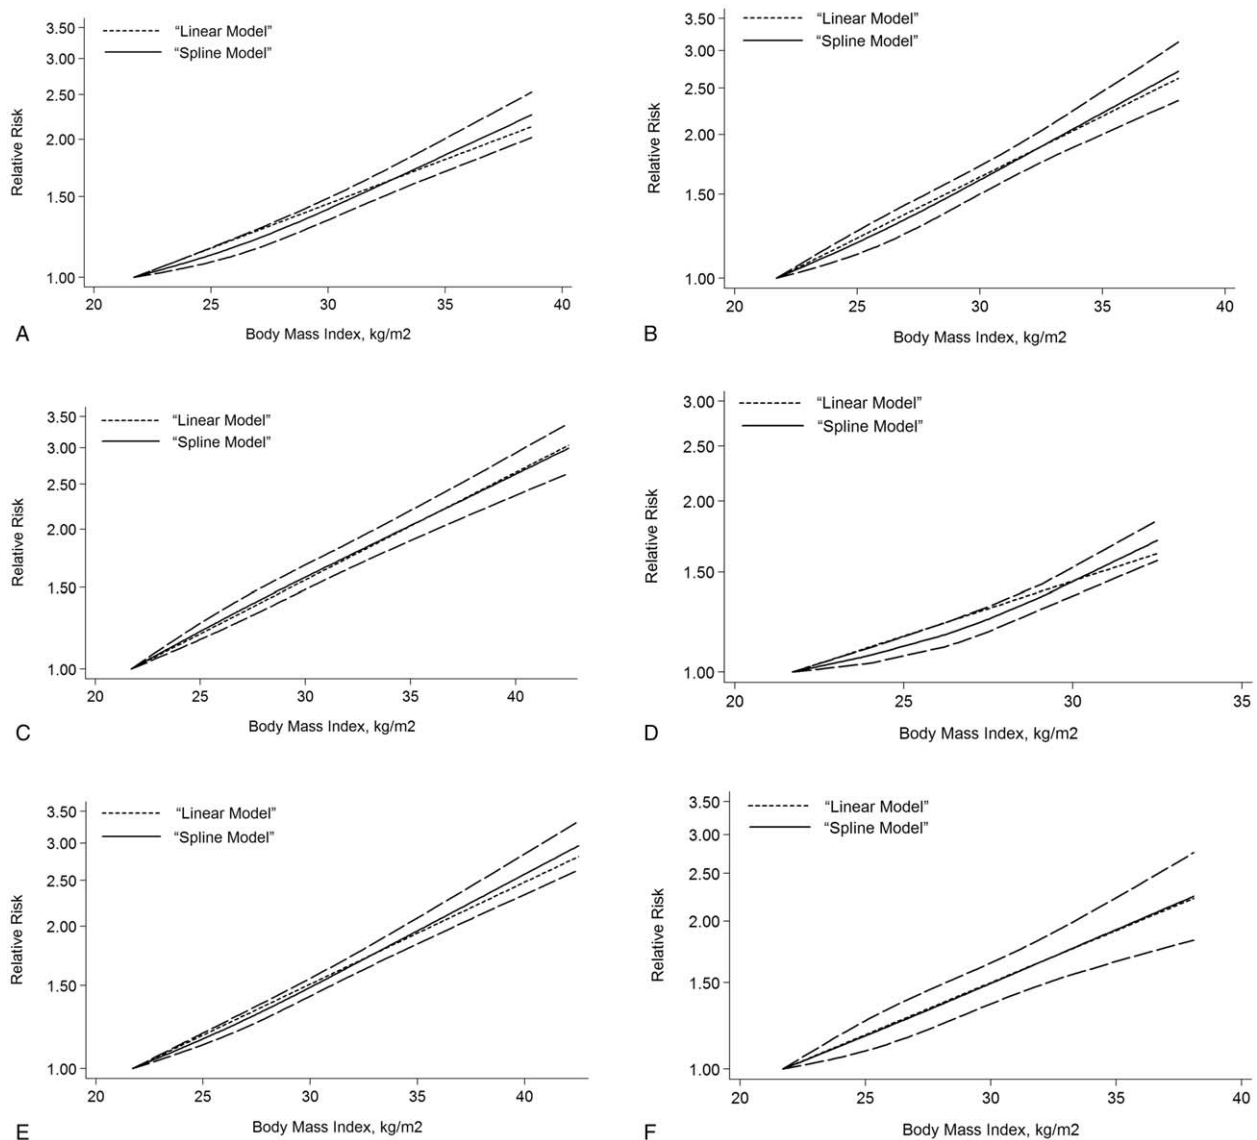 3.50
3.00
2.50
2.00
1.50
1.00
Relative Risk
"Linear Model"
"Spline Model"
20 25 30 35 40
Body Mass Index, kg/m2
A
3.50
3.00
2.50
2.00
1.50
1.00
Relative Risk
"Linear Model"
"Spline Model"
20 25 30 35 40
Body Mass Index, kg/m2
B
3.50
3.00
2.50
2.00
1.50
1.00
Relative Risk
"Linear Model"
"Spline Model"
20 25 30 35 40
Body Mass Index, kg/m2
C
3.00
2.50
2.00
1.50
1.00
Relative Risk
"Linear Model"
"Spline Model"
20 25 30 35
Body Mass Index, kg/m2
D
3.50
3.00
2.50
2.00
1.50
1.00
Relative Risk
"Linear Model"
"Spline Model"
20 25 30 35 40
Body Mass Index, kg/m2
E
3.50
3.00
2.50
2.00
1.50
1.00
Relative Risk
"Linear Model"
"Spline Model"
20 25 30 35 40
Body Mass Index, kg/m2
F